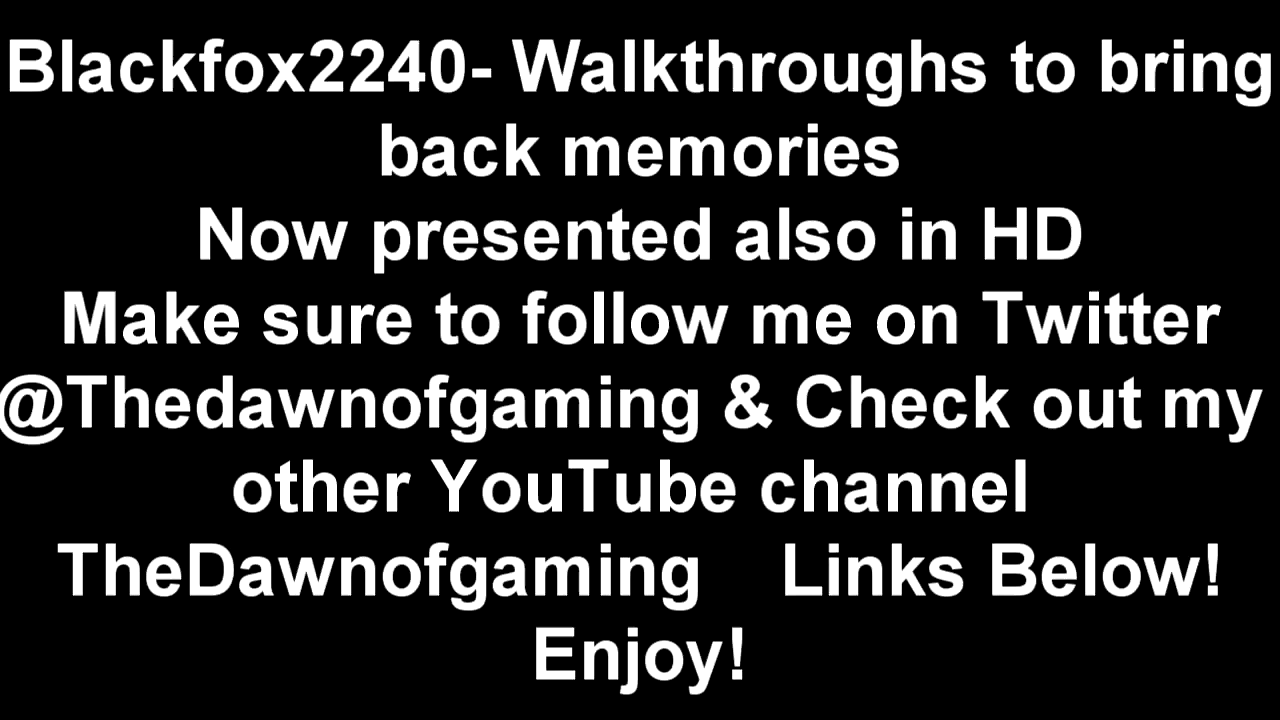 Blackfox2240- Walkthroughs to bring
back memories
Now presented also in HD
Make sure to follow me on Twitter
@Thedawnofgaming & Check out my
other YouTube channel
TheDawnofgaming    Links Below!
Enjoy!